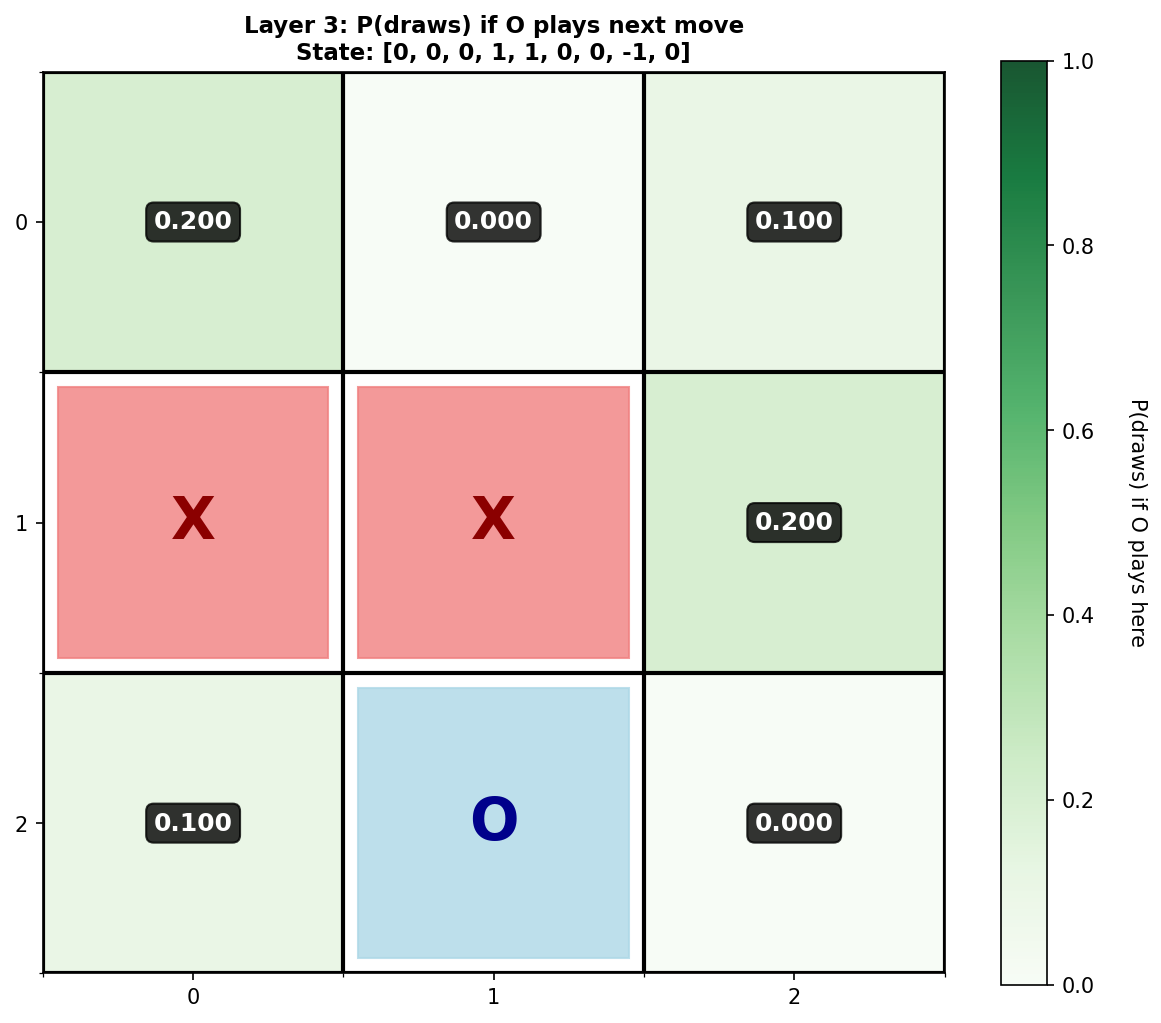 Layer 3: P(draws) if O plays next move
State: [0, 0, 0, 1, 1, 0, 0, -1, 0]
0.200 0.000 0.100
X X 0.200
0.100 O 0.000
0
1
2
0 1 2
1.0
0.8
0.6
0.4
0.2
0.0
P(draws) if O plays here